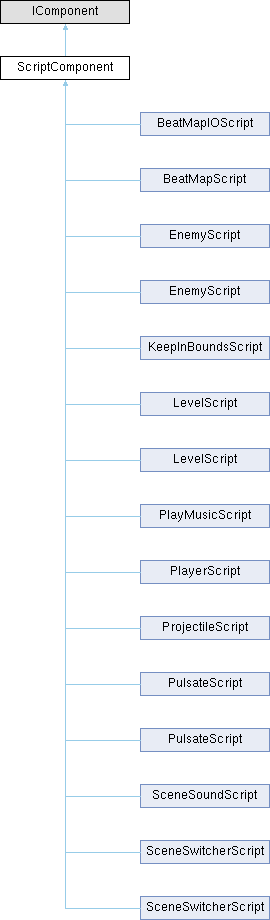 IComponent
ScriptComponent
BeatMapIOScript
BeatMapScript
EnemyScript
EnemyScript
KeepInBoundsScript
LevelScript
LevelScript
PlayMusicScript
PlayerScript
ProjectileScript
PulsateScript
PulsateScript
SceneSoundScript
SceneSwitcherScript
SceneSwitcherScript